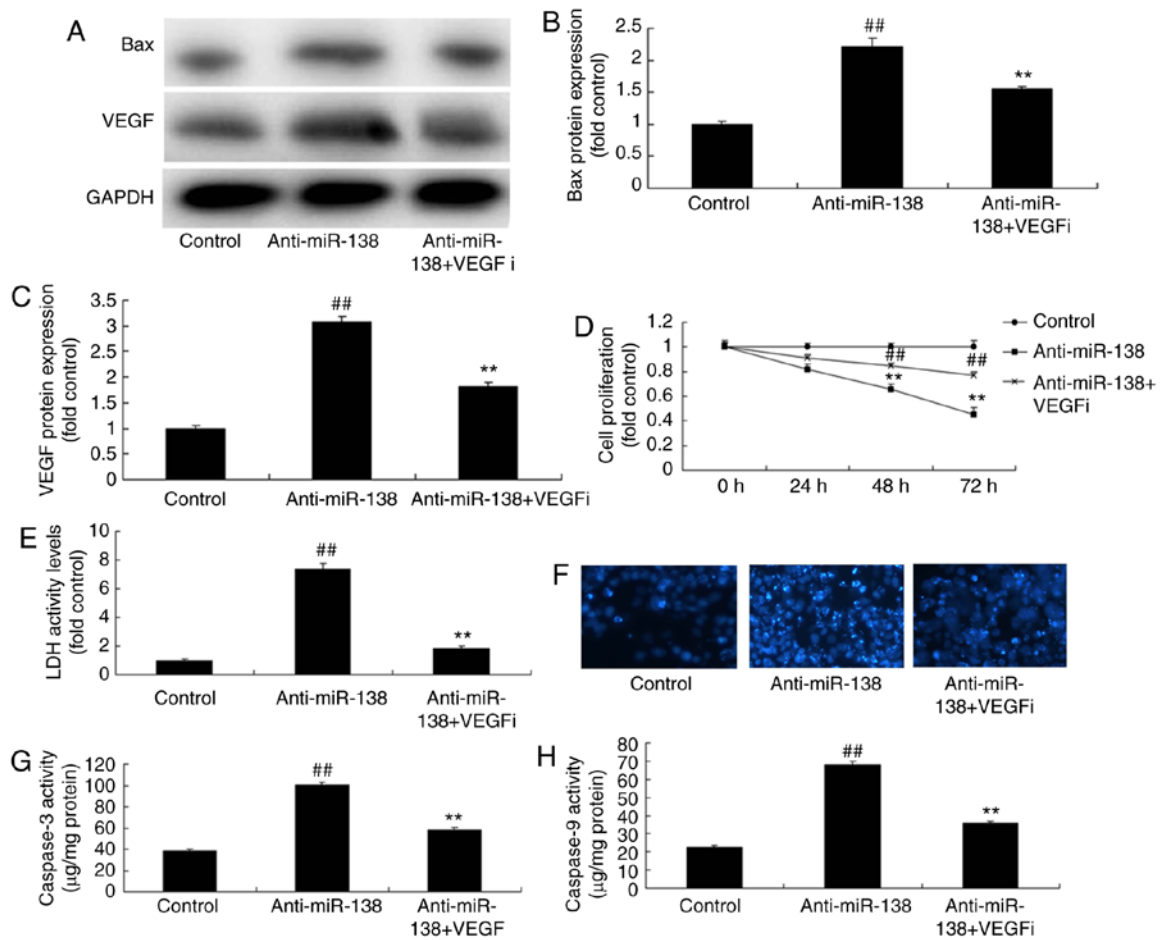 A
Bax
VEGF
GAPDH
Control
Anti-miR-138
Anti-miR-
138+VEGF i
B
Bax protein expression
(fold control)
2.5
2
1.5
1
0.5
0
##
**
Control
Anti-miR-138
Anti-miR-
138+VEGFi
C
VEGF protein expression
(fold control)
3.5
3
2.5
2
1.5
1
0.5
0
##
**
Control
Anti-miR-138
Anti-miR-138+VEGFi
D
Cell proliferation
(fold control)
1.2
1
0.8
0.6
0.4
0.2
0
##
**
##
**
0 h
24 h
48 h
72 h
Control
Anti-miR-138
Anti-miR-138+
VEGFi
E
LDH activity levels
(fold control)
10
8
6
4
2
0
##
**
Control
Anti-miR-138
Anti-miR-
138+VEGFi
F
Control
Anti-miR-138
Anti-miR-
138+VEGFi
G
Caspase-3 activity
(µg/mg protein)
120
100
80
60
40
20
0
##
**
Control
Anti-miR-138
Anti-miR-
138+VEGF
H
Caspase-9 activity
(µg/mg protein)
80
70
60
50
40
30
20
10
0
##
**
Control
Anti-miR-138
Anti-miR-
138+VEGFi